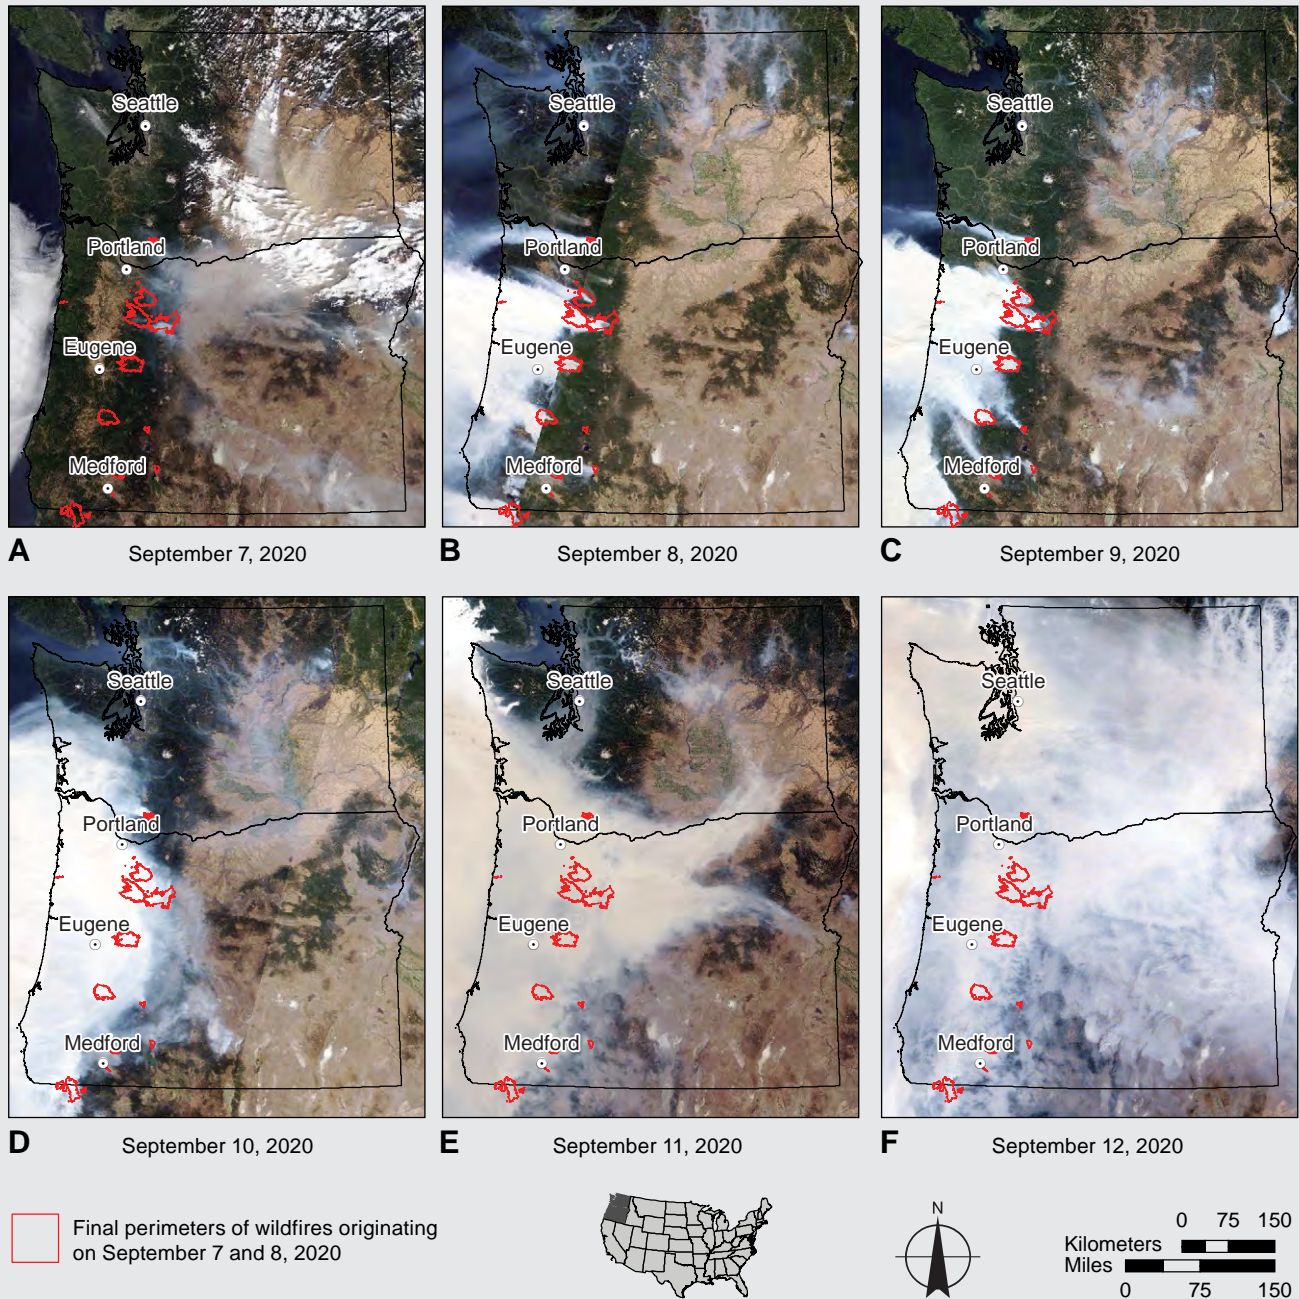 Seattle
Portland
Eugene
Medford
A
September 7, 2020
Seattle
Portland
Eugene
Medford
B
September 8, 2020
Seattle
Portland
Eugene
Medford
C
September 9, 2020
Seattle
Portland
Eugene
Medford
D
September 10, 2020
Seattle
Portland
Eugene
Medford
E
September 11, 2020
Seattle
Portland
Eugene
Medford
F
September 12, 2020
Final perimeters of wildfires originating
on September 7 and 8, 2020
N
0 75 150
Kilometers
Miles
0 75 150